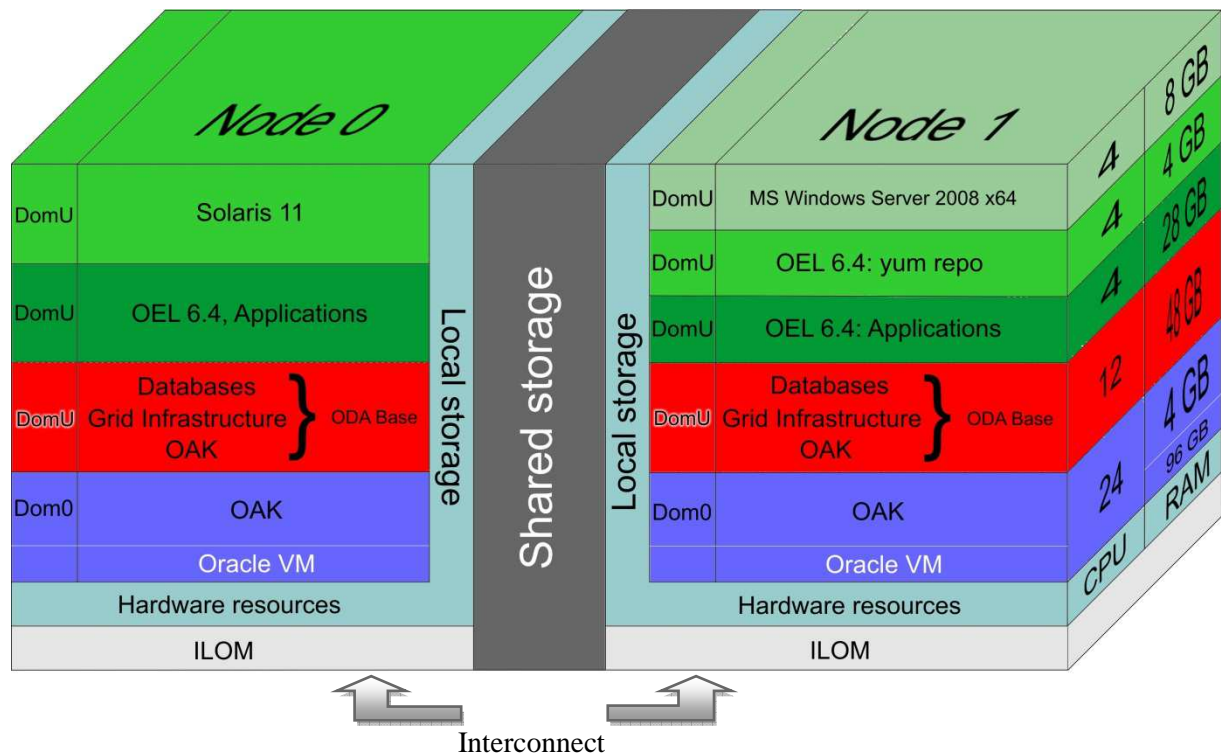 Node 0
Node 1
DomU
Solaris 11
DomU
OEL 6.4, Applications
DomU
Databases
Grid Infrastructure
OAK
ODA Base
Dom0
OAK
Oracle VM
Hardware resources
ILOM
Local storage
Shared storage
Local storage
DomU
MS Windows Server 2008 x64
DomU
OEL 6.4: yum repo
DomU
OEL 6.4: Applications
DomU
Databases
Grid Infrastructure
OAK
ODA Base
Dom0
OAK
Oracle VM
Hardware resources
ILOM
4
8 GB
4
4 GB
4
28 GB
12
48 GB
24
4 GB
96 GB
CPU
RAM
Interconnect